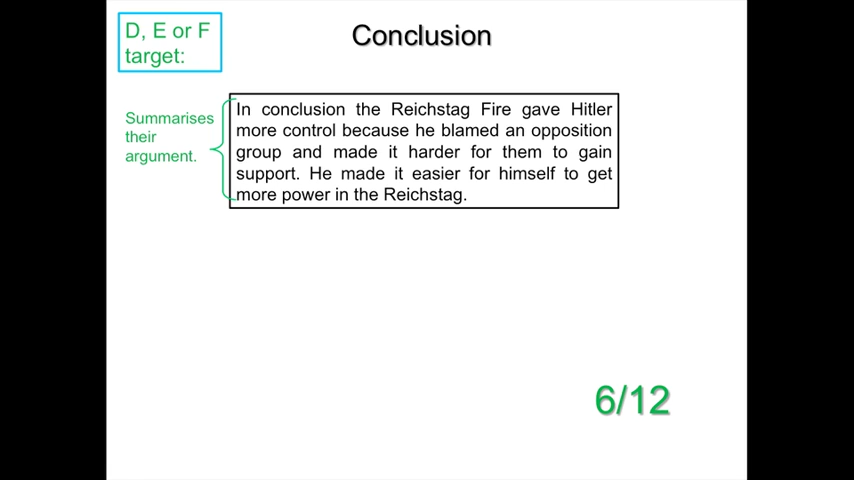 D, E or F
target:
Conclusion
Summarises
their
argument.
In conclusion the Reichstag Fire gave Hitler
more control because he blamed an opposition
group and made it harder for them to gain
support. He made it easier for himself to get
more power in the Reichstag.
6/12